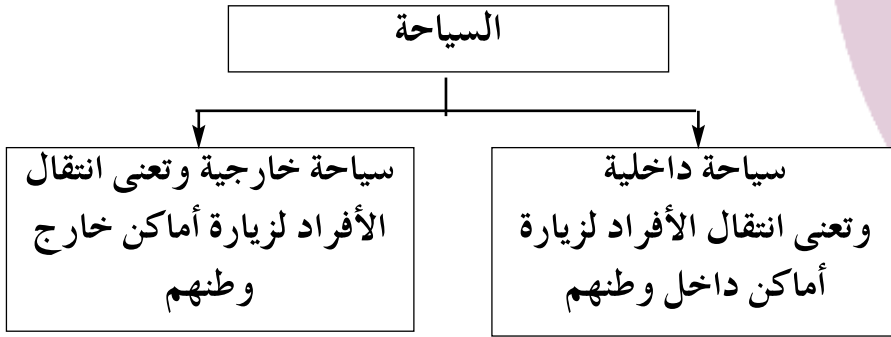 السياحة
سياحة داخلية
وتعنى انتقال الأفراد لزيارة
أماكن داخل وطنهم
سياحة خارجية وتعنى انتقال
الأفراد لزيارة أماكن خارج
وطنهم